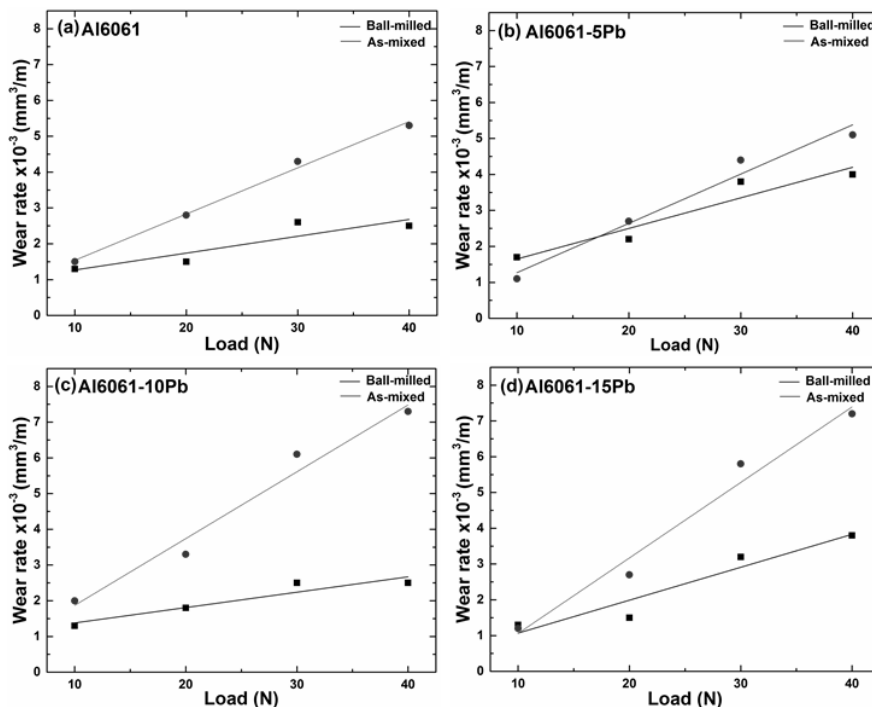 (a) Al6061
Ball-milled
As-mixed
Wear rate x10⁻³ (mm³/m)
8
7
6
5
4
3
2
1
0
10 20 30 40
Load (N)
(b) Al6061-5Pb
Ball-milled
As-mixed
Wear rate x10⁻³ (mm³/m)
8
7
6
5
4
3
2
1
0
10 20 30 40
Load (N)
(c) Al6061-10Pb
Ball-milled
As-mixed
Wear rate x10⁻³ (mm³/m)
8
7
6
5
4
3
2
1
0
10 20 30 40
Load (N)
(d) Al6061-15Pb
Ball-milled
As-mixed
Wear rate x10⁻³ (mm³/m)
8
7
6
5
4
3
2
1
0
10 20 30 40
Load (N)